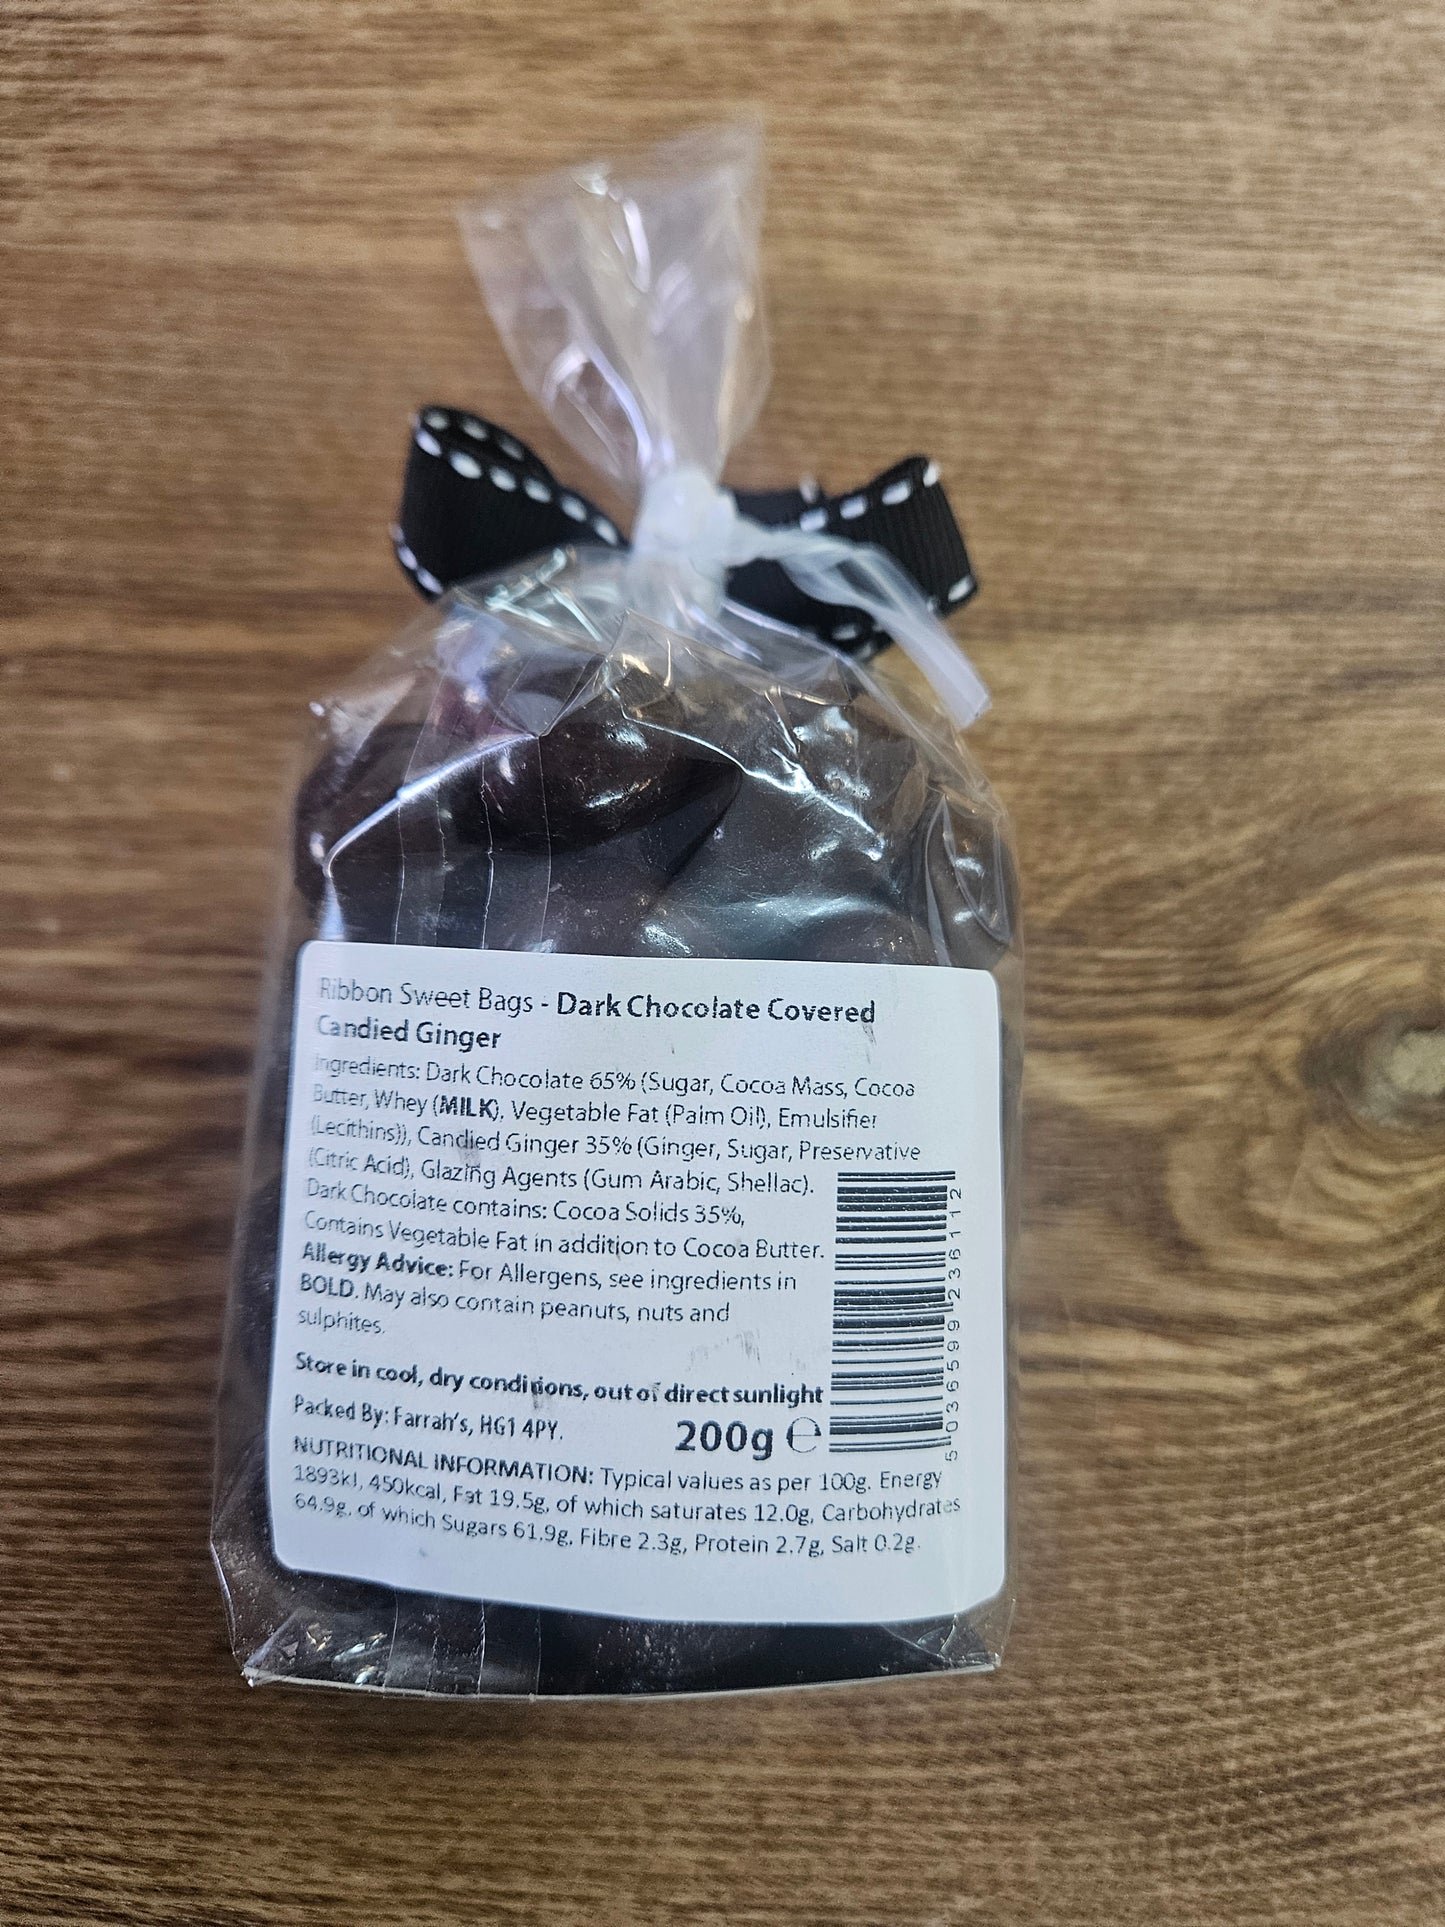 Ribbon Sweet Bags - Dark Chocolate Covered
Candied Ginger
Ingredients: Dark Chocolate 65% (Sugar, Cocoa Mass, Cocoa
Butter, Whey (MILK), Vegetable Fat (Palm Oil), Emulsifier
(Lecithins)), Candied Ginger 35% (Ginger, Sugar, Preservative
(Citric Acid), Glazing Agents (Gum Arabic, Shellac).
Dark Chocolate contains: Cocoa Solids 35%,
Contains Vegetable Fat in addition to Cocoa Butter.
Allergy Advice: For Allergens, see ingredients in
BOLD. May also contain peanuts, nuts and
sulphites.
Store in cool, dry conditions, out of direct sunlight
Packed By: Farrah's, HG1 4PY.
200g ℮
5 036599 236112
NUTRITIONAL INFORMATION: Typical values as per 100g. Energy
1893kJ, 450kcal, Fat 19.5g, of which saturates 12.0g, Carbohydrates
64.9g, of which Sugars 61.9g, Fibre 2.3g, Protein 2.7g, Salt 0.2g.